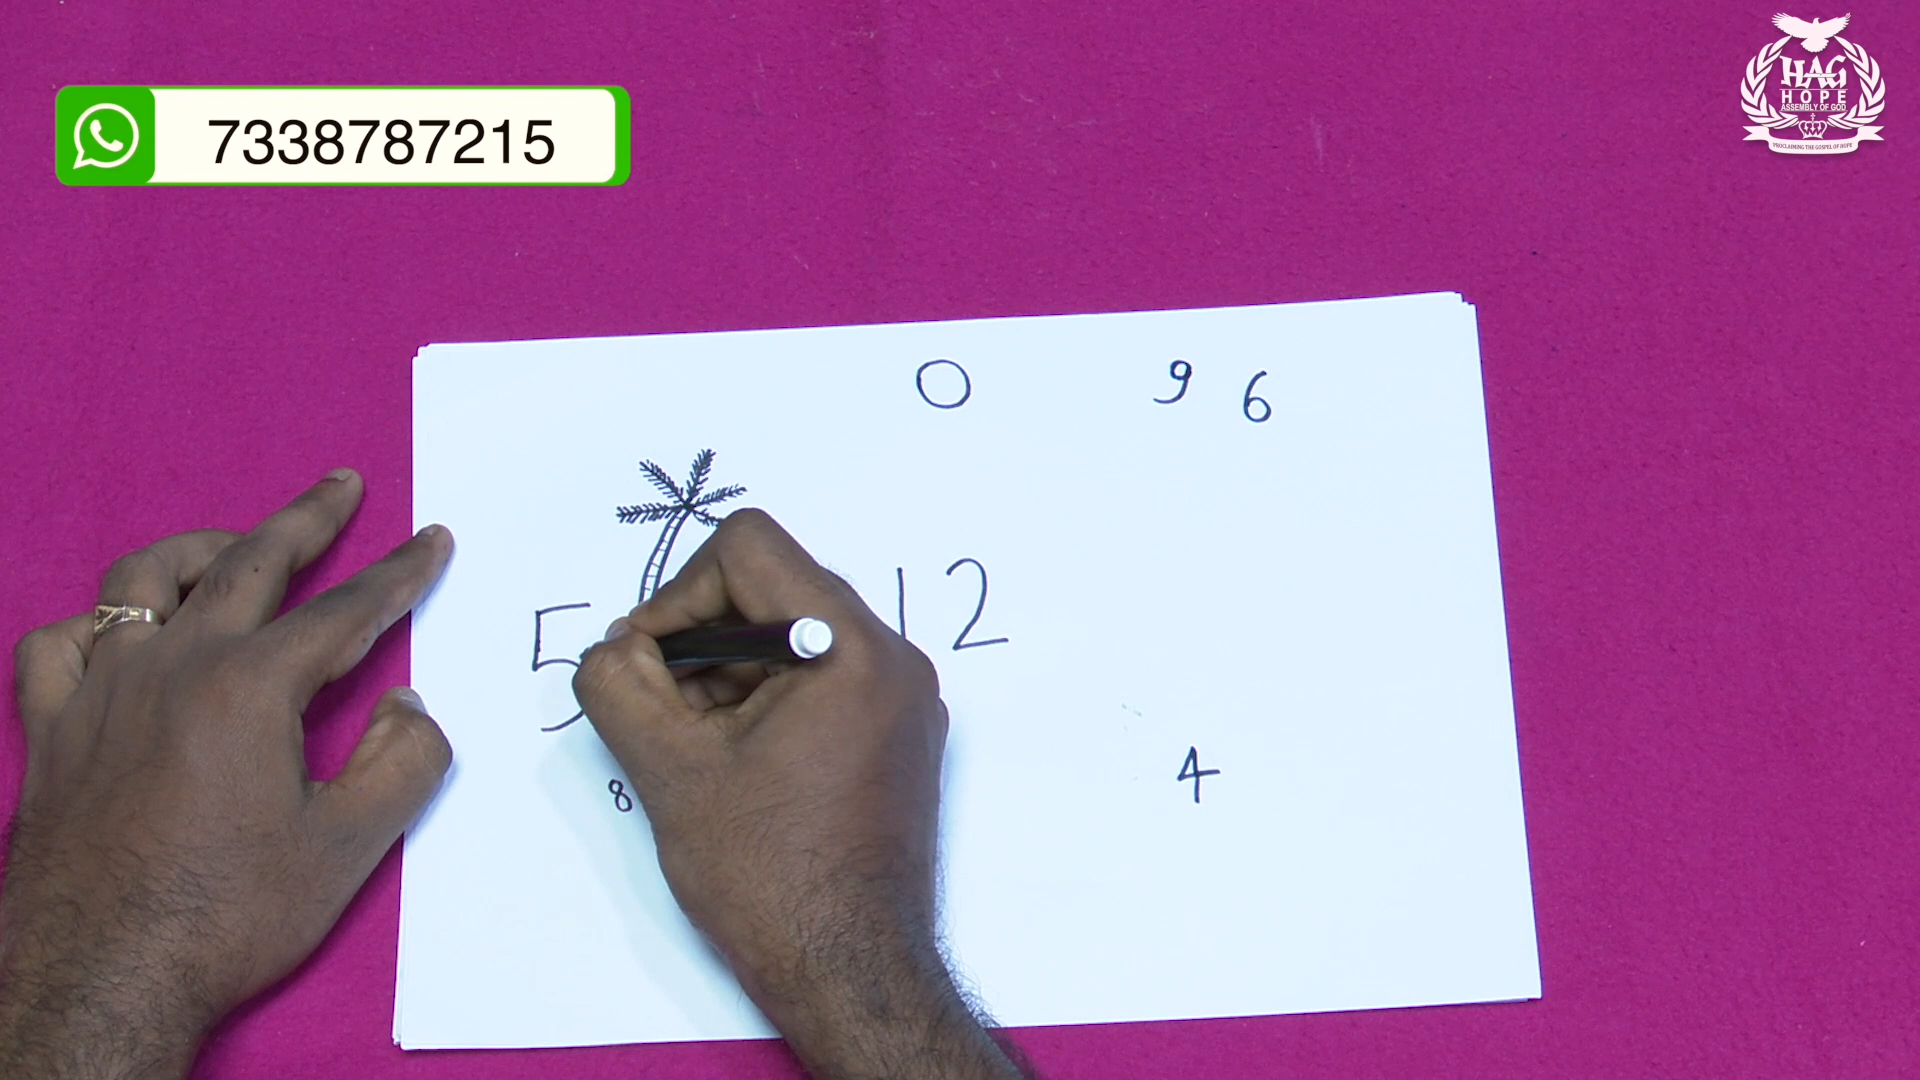 7338787215
HAG
HOPE
ASSEMBLY OF GOD
PROCLAIMING THE GOSPEL OF HOPE
0 9 6
5 12
8 4